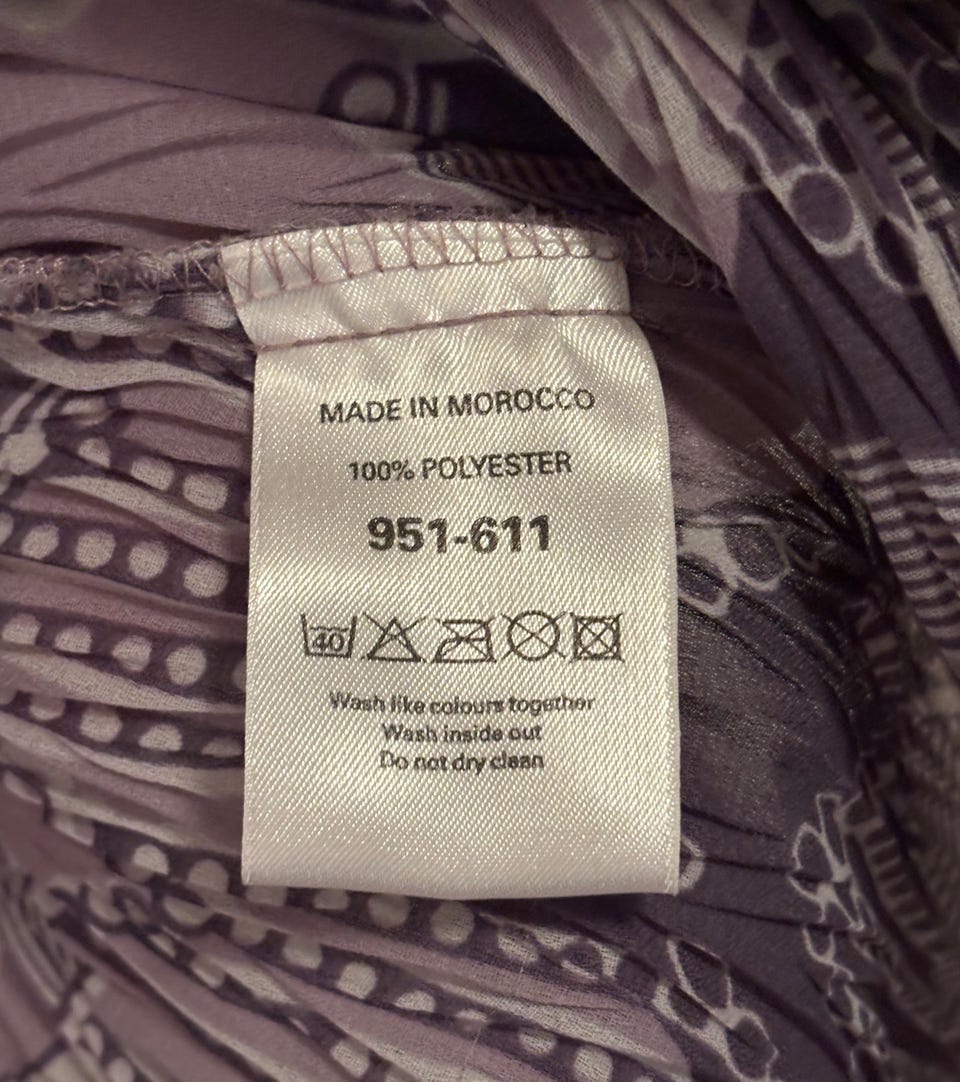 MADE IN MOROCCO
100% POLYESTER
951-611
40
Wash like colours together
Wash inside out
Do not dry clean